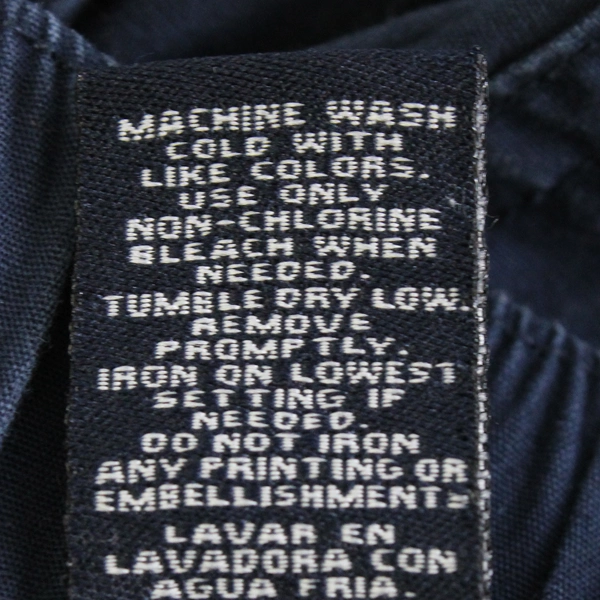 MACHINE WASH
COLD WITH
LIKE COLORS.
USE ONLY
NON-CHLORINE
BLEACH WHEN
NEEDED.
TUMBLE DRY LOW.
REMOVE
PROMPTLY.
IRON ON LOWEST
SETTING IF
NEEDED.
DO NOT IRON
ANY PRINTING OR
EMBELLISHMENTS
LAVAR EN
LAVADORA CON
AGUA FRIA.